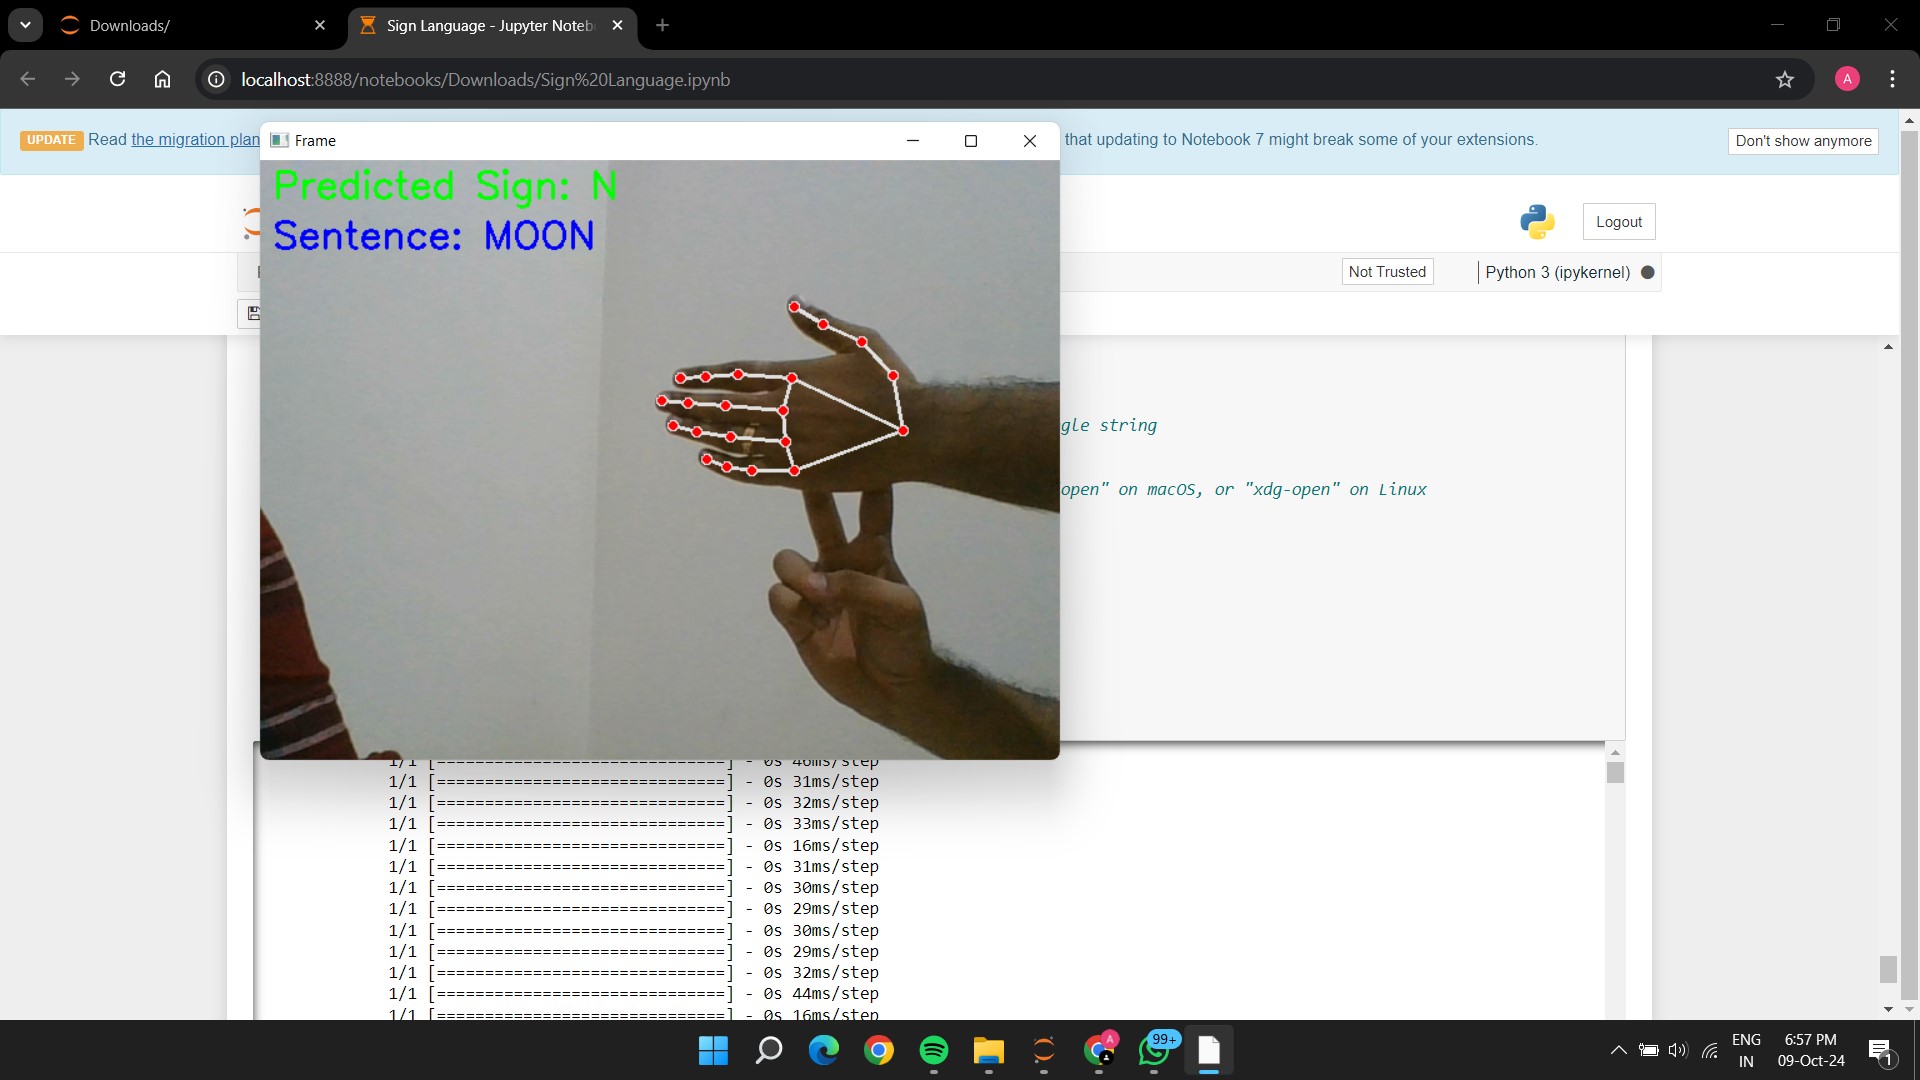 Downloads/
Sign Language - Jupyter Noteb
localhost:8888/notebooks/Downloads/Sign%20Language.ipynb
A
UPDATE Read the migration plan that updating to Notebook 7 might break some of your extensions. Don't show anymore
Frame
Predicted Sign: N
Sentence: MOON
Logout
Not Trusted
Python 3 (ipykernel)
gle string
open" on macOS, or "xdg-open" on Linux
1/1 [==============================] - 0s 46ms/step
1/1 [==============================] - 0s 31ms/step
1/1 [==============================] - 0s 32ms/step
1/1 [==============================] - 0s 33ms/step
1/1 [==============================] - 0s 16ms/step
1/1 [==============================] - 0s 31ms/step
1/1 [==============================] - 0s 30ms/step
1/1 [==============================] - 0s 29ms/step
1/1 [==============================] - 0s 30ms/step
1/1 [==============================] - 0s 29ms/step
1/1 [==============================] - 0s 32ms/step
1/1 [==============================] - 0s 44ms/step
1/1 [==============================] - 0s 16ms/step
A
99+
ENG
IN
6:57 PM
09-Oct-24
1